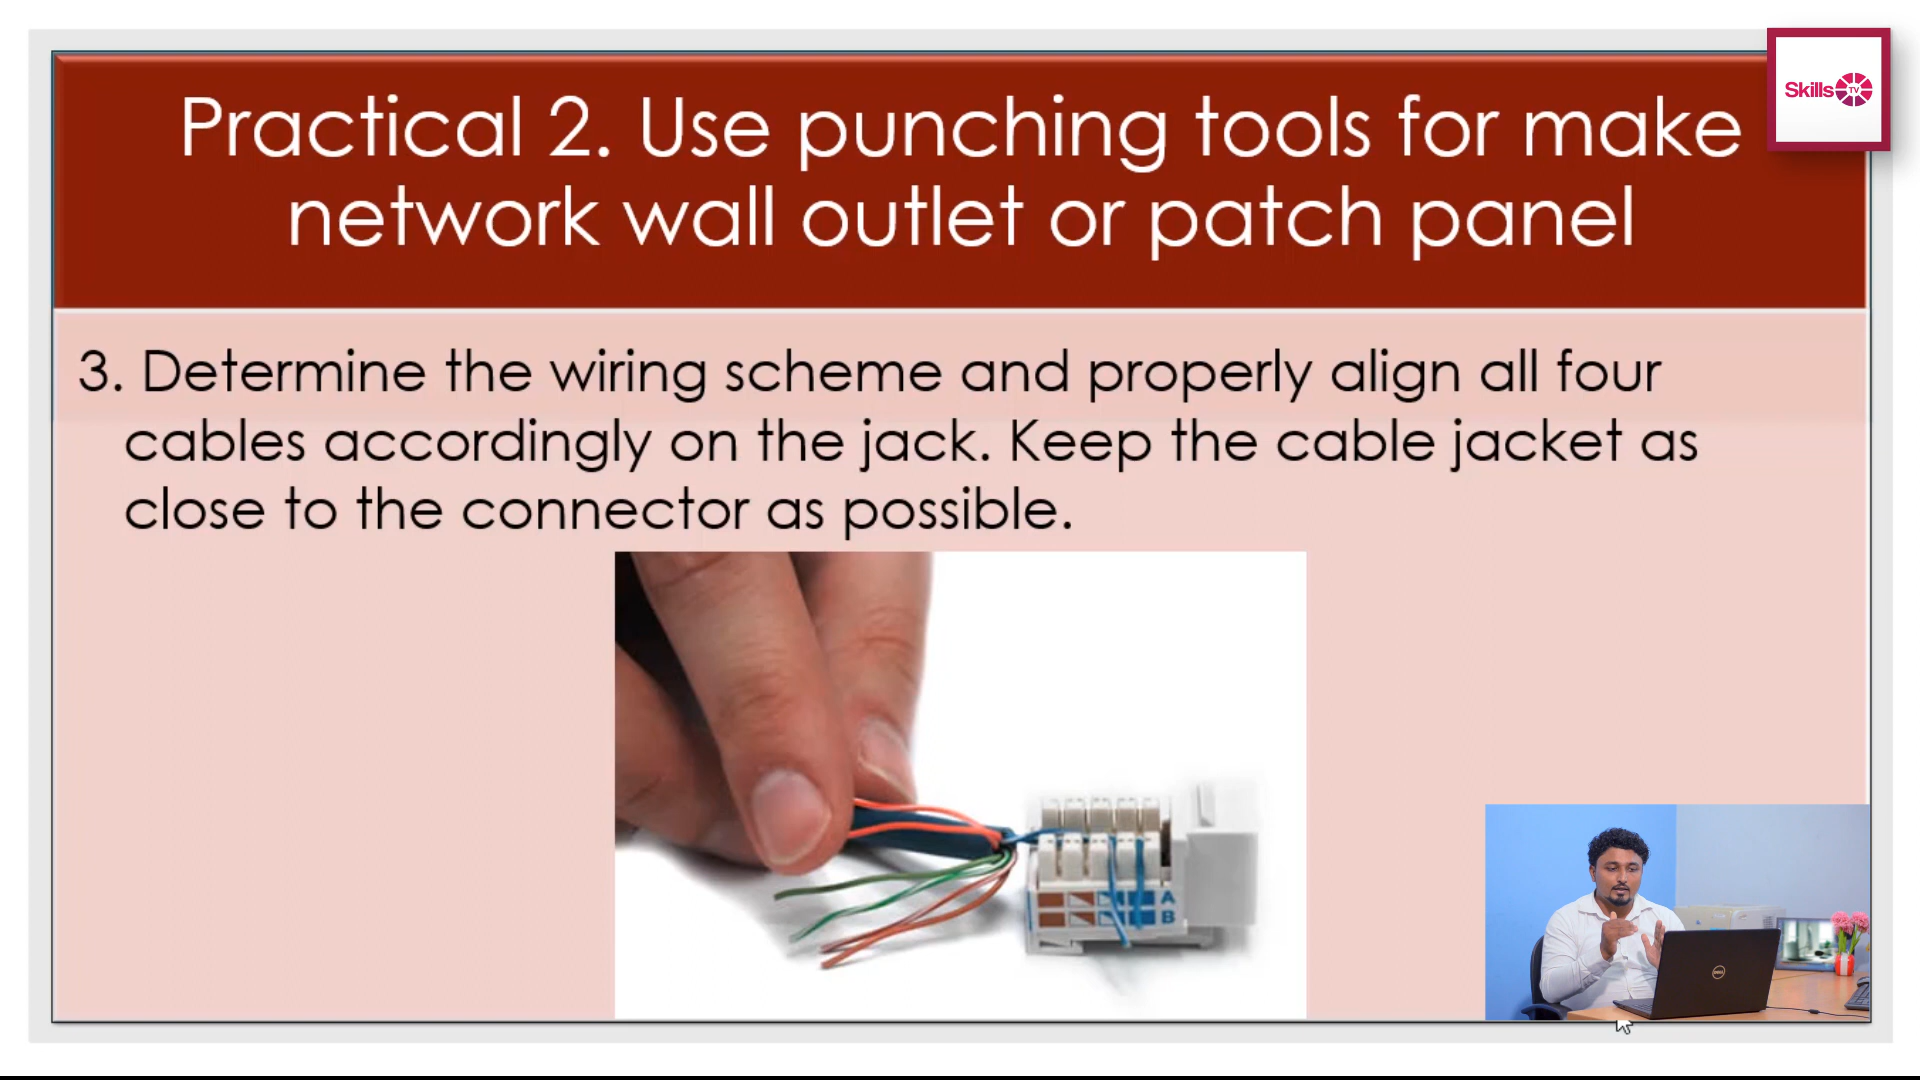 Practical 2. Use punching tools for make
network wall outlet or patch panel
Skills TV
3. Determine the wiring scheme and properly align all four
cables accordingly on the jack. Keep the cable jacket as
close to the connector as possible.
A
B
DELL